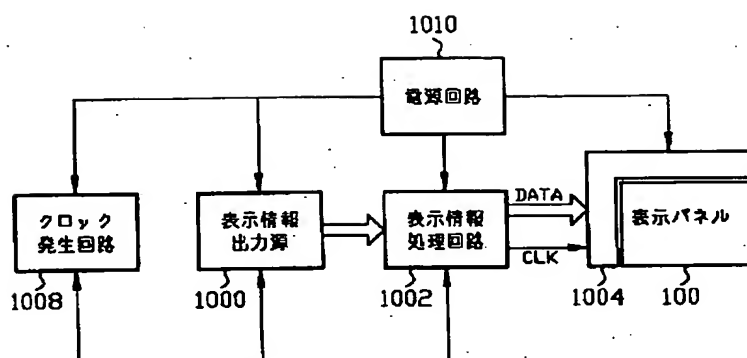 1010
電源回路
クロック
発生回路
表示情報
出力源
表示情報
処理回路
DATA
CLK
表示パネル
1008
1000
1002
1004
100